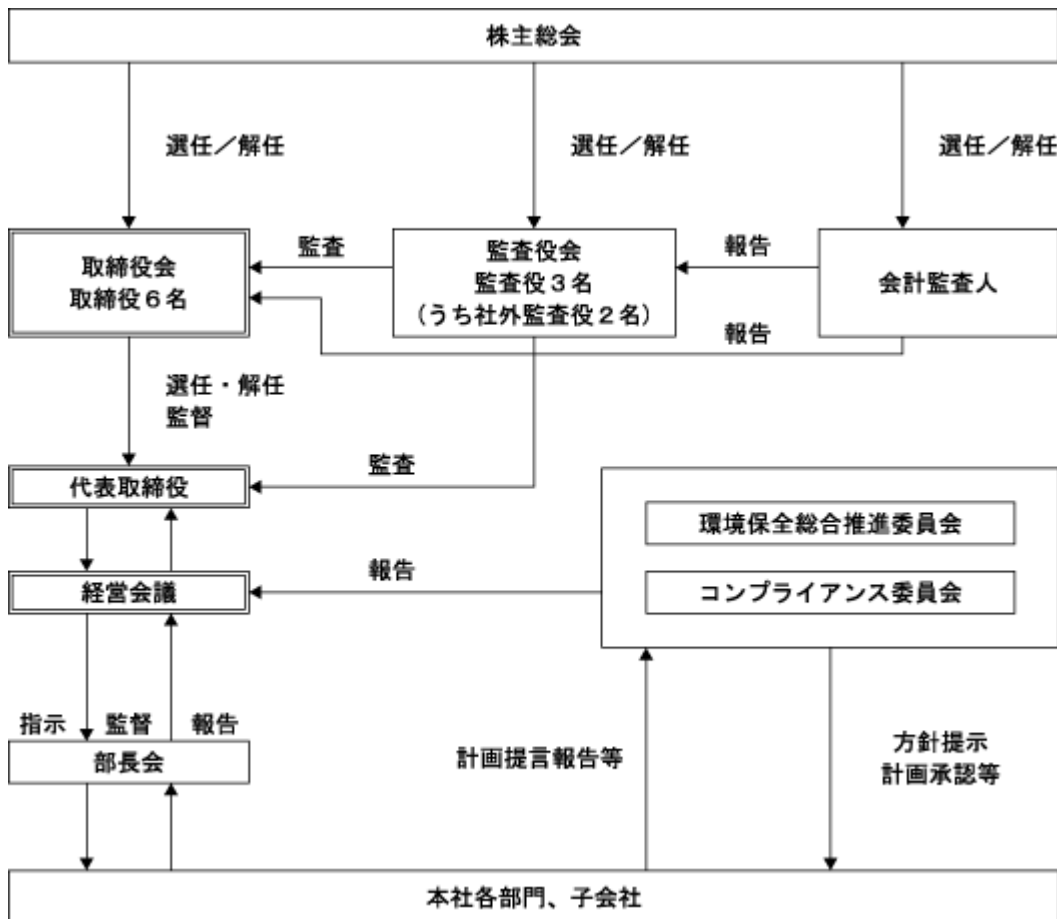 株主総会
選任／解任
選任／解任
選任／解任
取締役会
取締役６名
監査
監査役会
監査役３名
（うち社外監査役２名）
報告
会計監査人
報告
選任・解任
監督
代表取締役
監査
環境保全総合推進委員会
経営会議
報告
コンプライアンス委員会
指示
監督
報告
部長会
計画提言報告等
方針提示
計画承認等
本社各部門、子会社